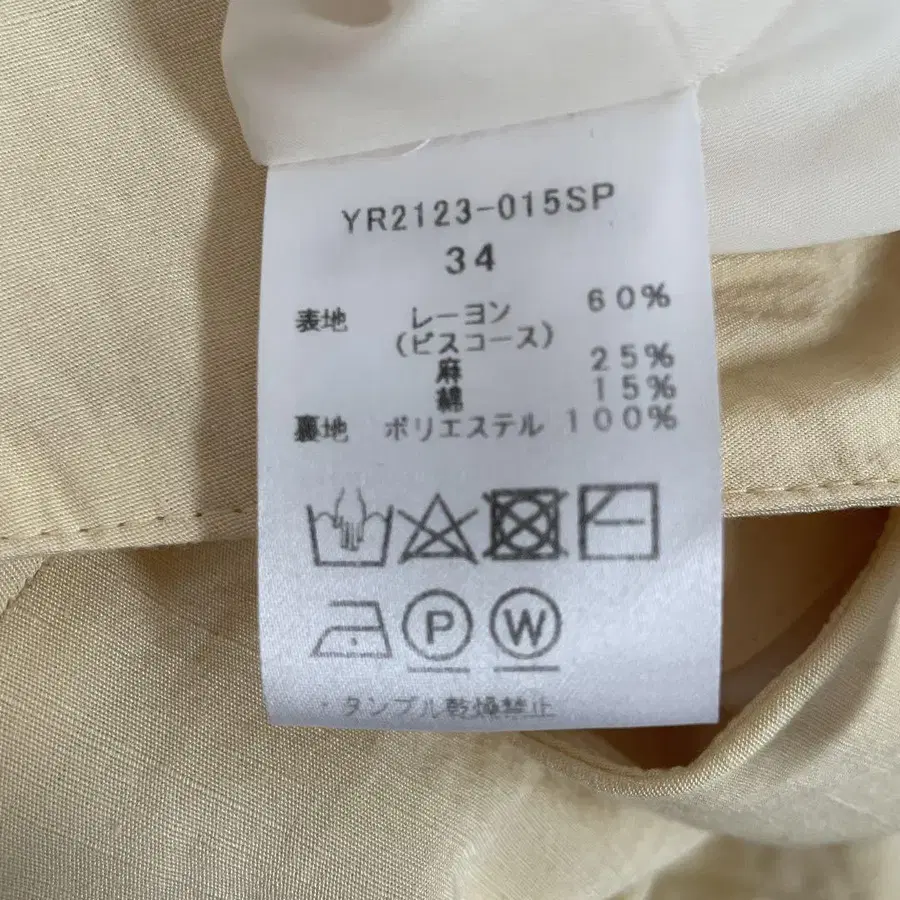 YR2123-015SP
34
表地 レーヨン 60%
(ビスコース)
麻 25%
綿 15%
裏地 ポリエステル 100%
P W
・タンブル乾燥禁止